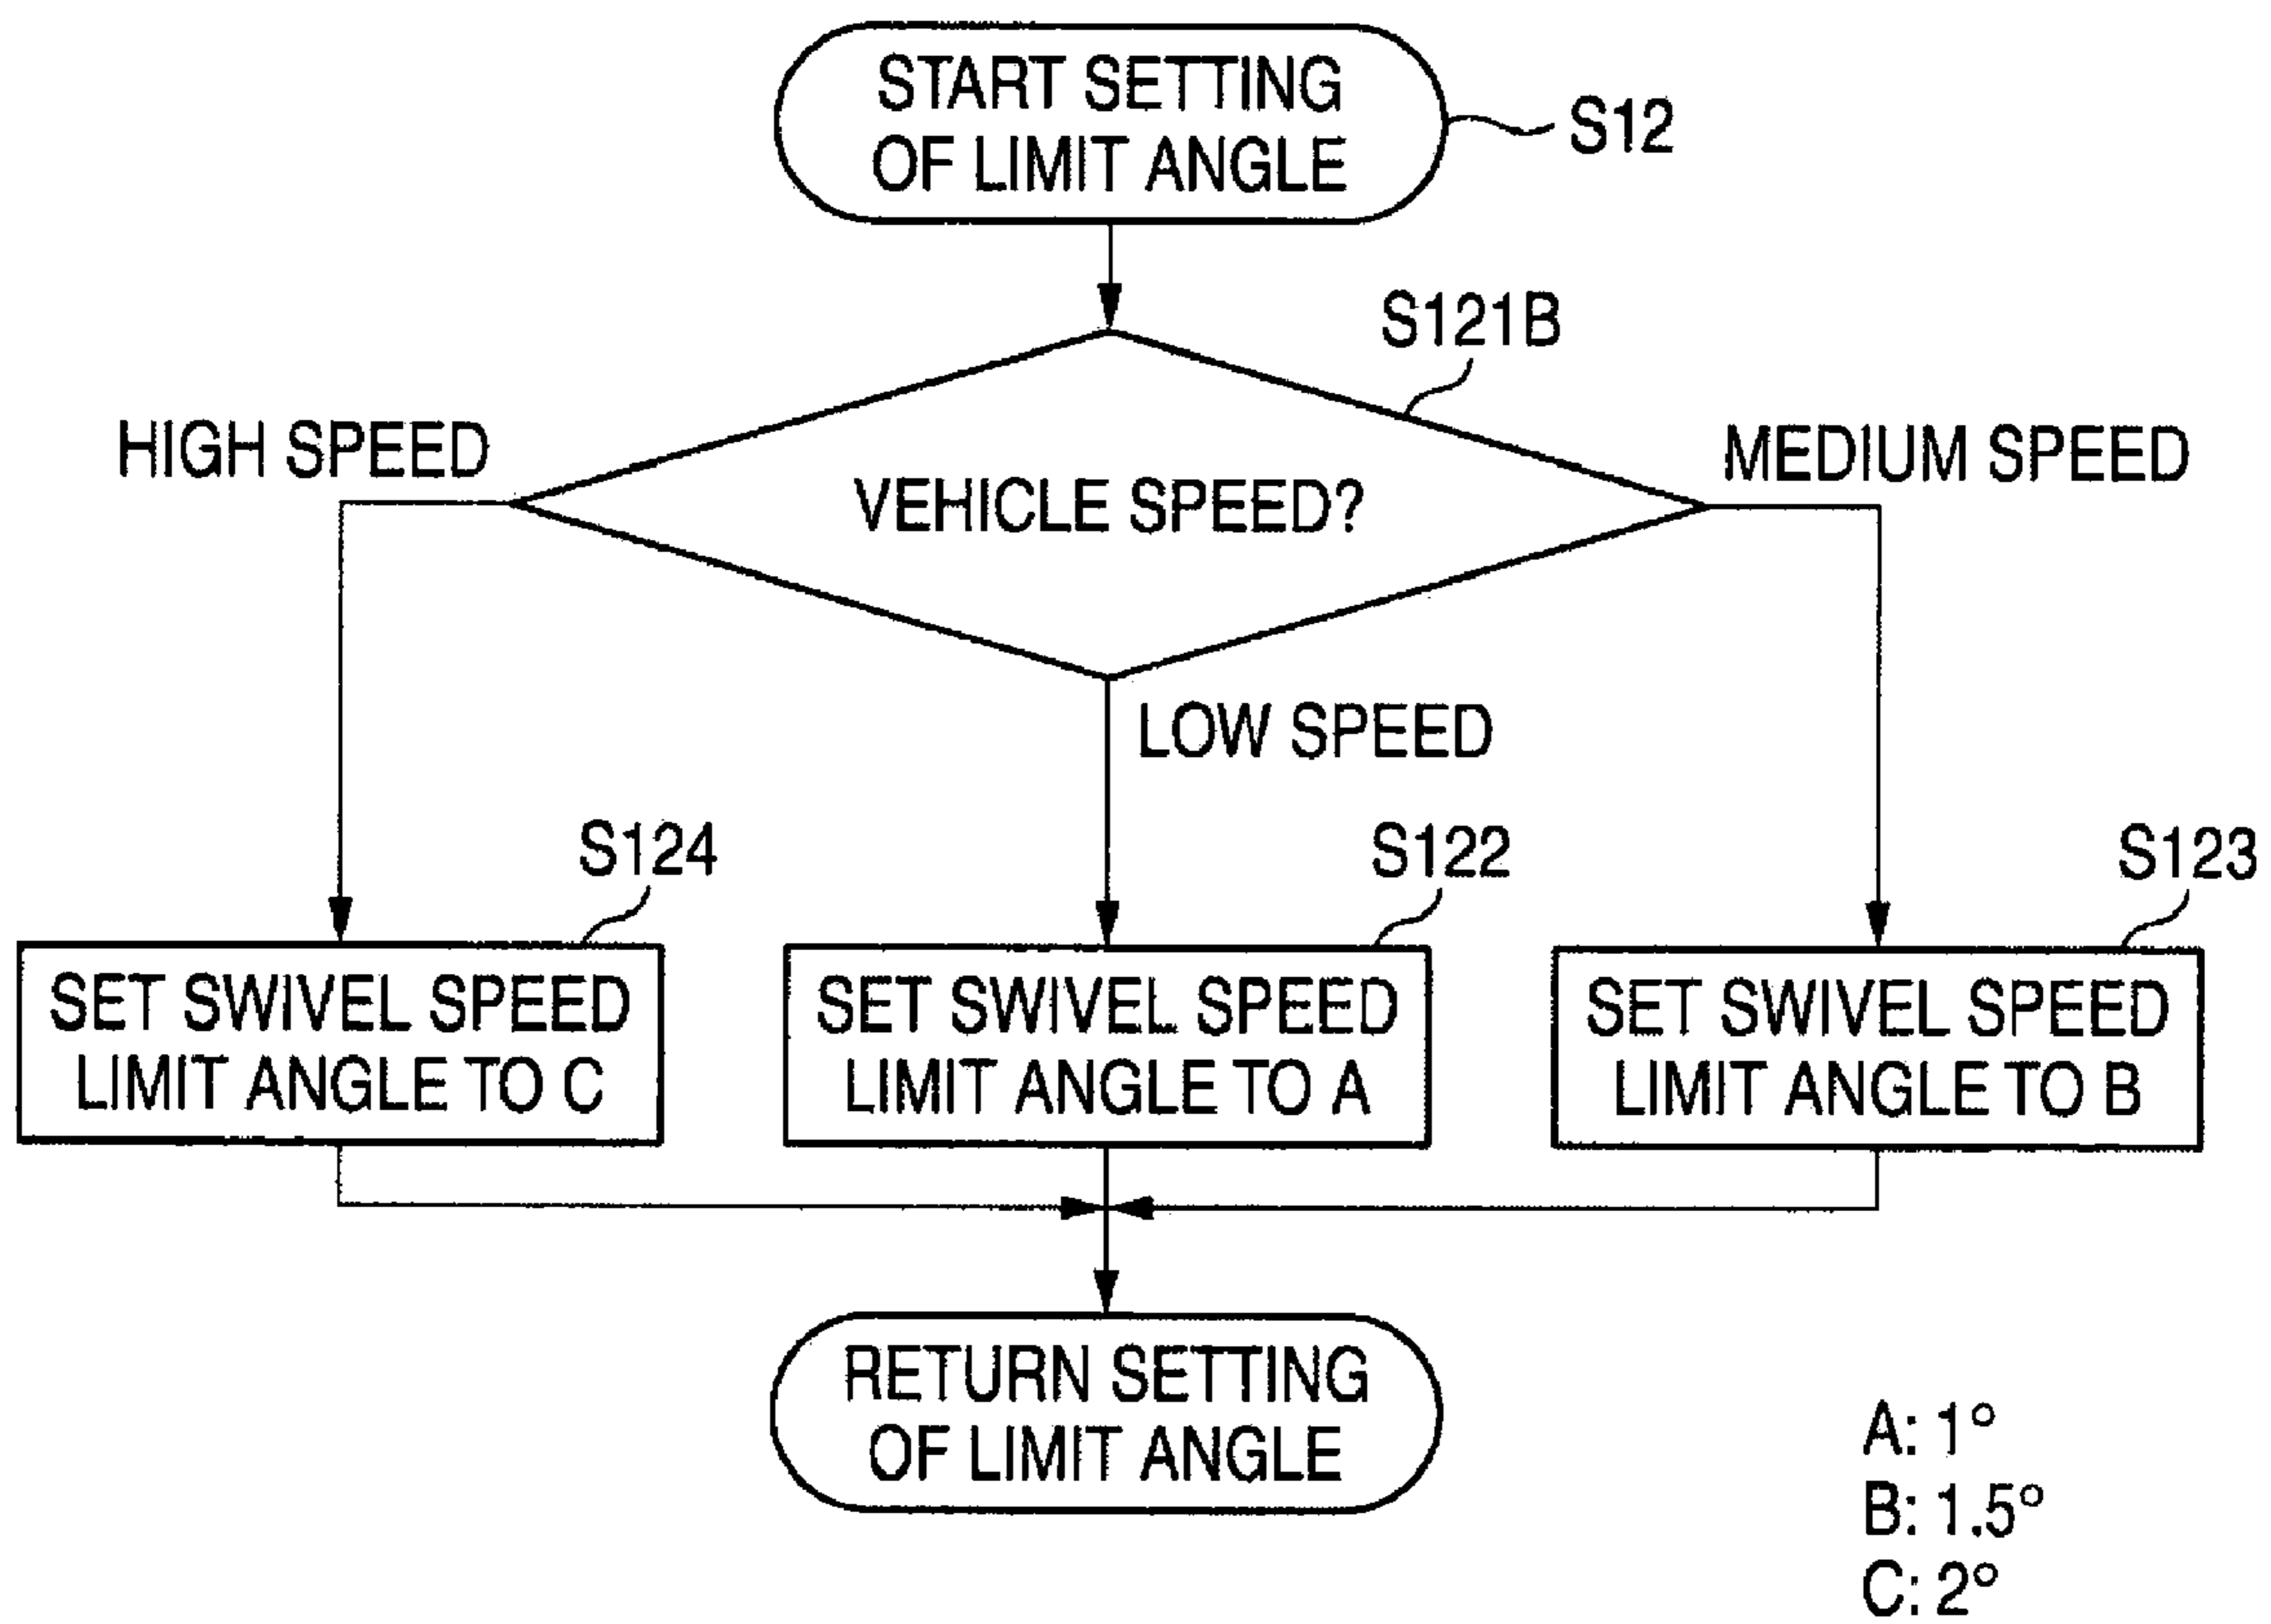 START SETTING
OF LIMIT ANGLE
S12
S121B
HIGH SPEED
MEDIUM SPEED
VEHICLE SPEED?
LOW SPEED
S124
S122
S123
SET SWIVEL SPEED
LIMIT ANGLE TO C
SET SWIVEL SPEED
LIMIT ANGLE TO A
SET SWIVEL SPEED
LIMIT ANGLE TO B
RETURN SETTING
OF LIMIT ANGLE
A: 1°
B: 1.5°
C: 2°